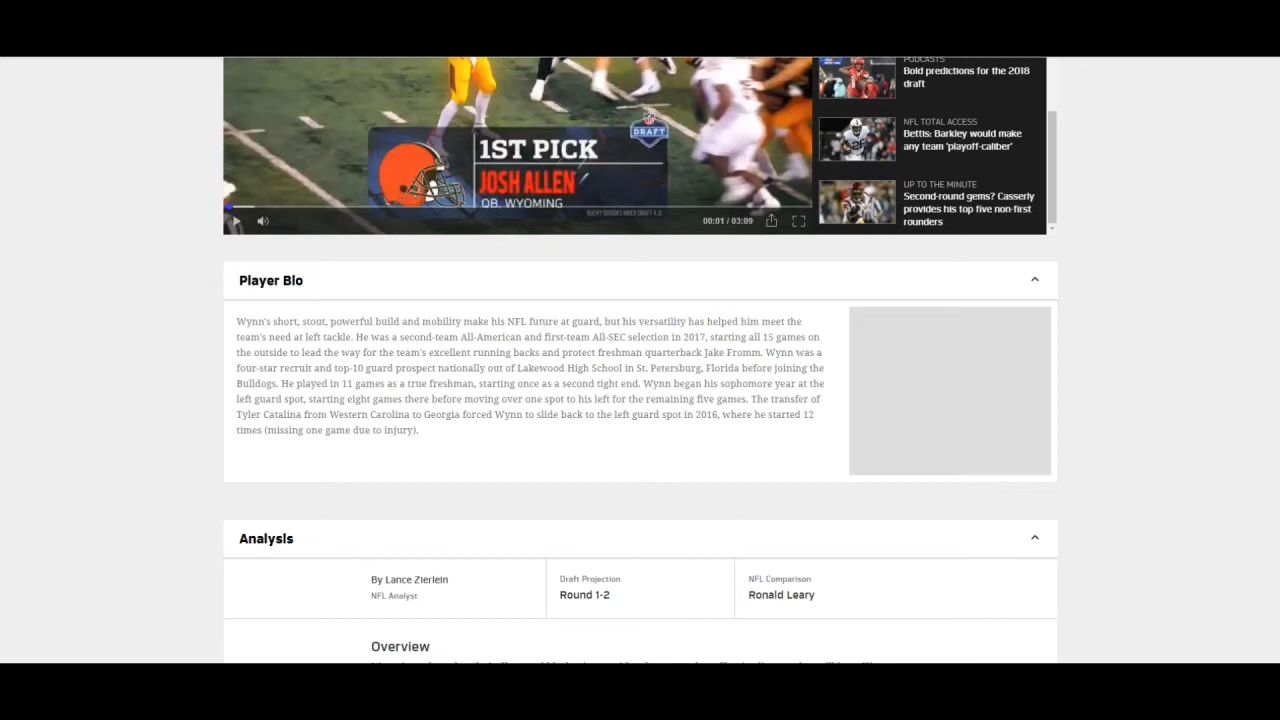 PODCASTS
Bold predictions for the 2018
draft
NFL TOTAL ACCESS
Bettis: Barkley would make
any team 'playoff-caliber'
UP TO THE MINUTE
Second-round gems? Casserly
provides his top five non-first
rounders
DRAFT
1ST PICK
JOSH ALLEN
QB, WYOMING
BUCKY BROOKS MOCK DRAFT 4.0
00:01 / 03:09
Player Bio
Wynn's short, stout, powerful build and mobility make his NFL future at guard, but his versatility has helped him meet the
team's need at left tackle. He was a second-team All-American and first-team All-SEC selection in 2017, starting all 15 games on
the outside to lead the way for the team's excellent running backs and protect freshman quarterback Jake Fromm. Wynn was a
four-star recruit and top-10 guard prospect nationally out of Lakewood High School in St. Petersburg, Florida before joining the
Bulldogs. He played in 11 games as a true freshman, starting once as a second tight end. Wynn began his sophomore year at the
left guard spot, starting eight games there before moving over one spot to his left for the remaining five games. The transfer of
Tyler Catalina from Western Carolina to Georgia forced Wynn to slide back to the left guard spot in 2016, where he started 12
times (missing one game due to injury).
Analysis
By Lance Zierlein
NFL Analyst
Draft Projection
Round 1-2
NFL Comparison
Ronald Leary
Overview